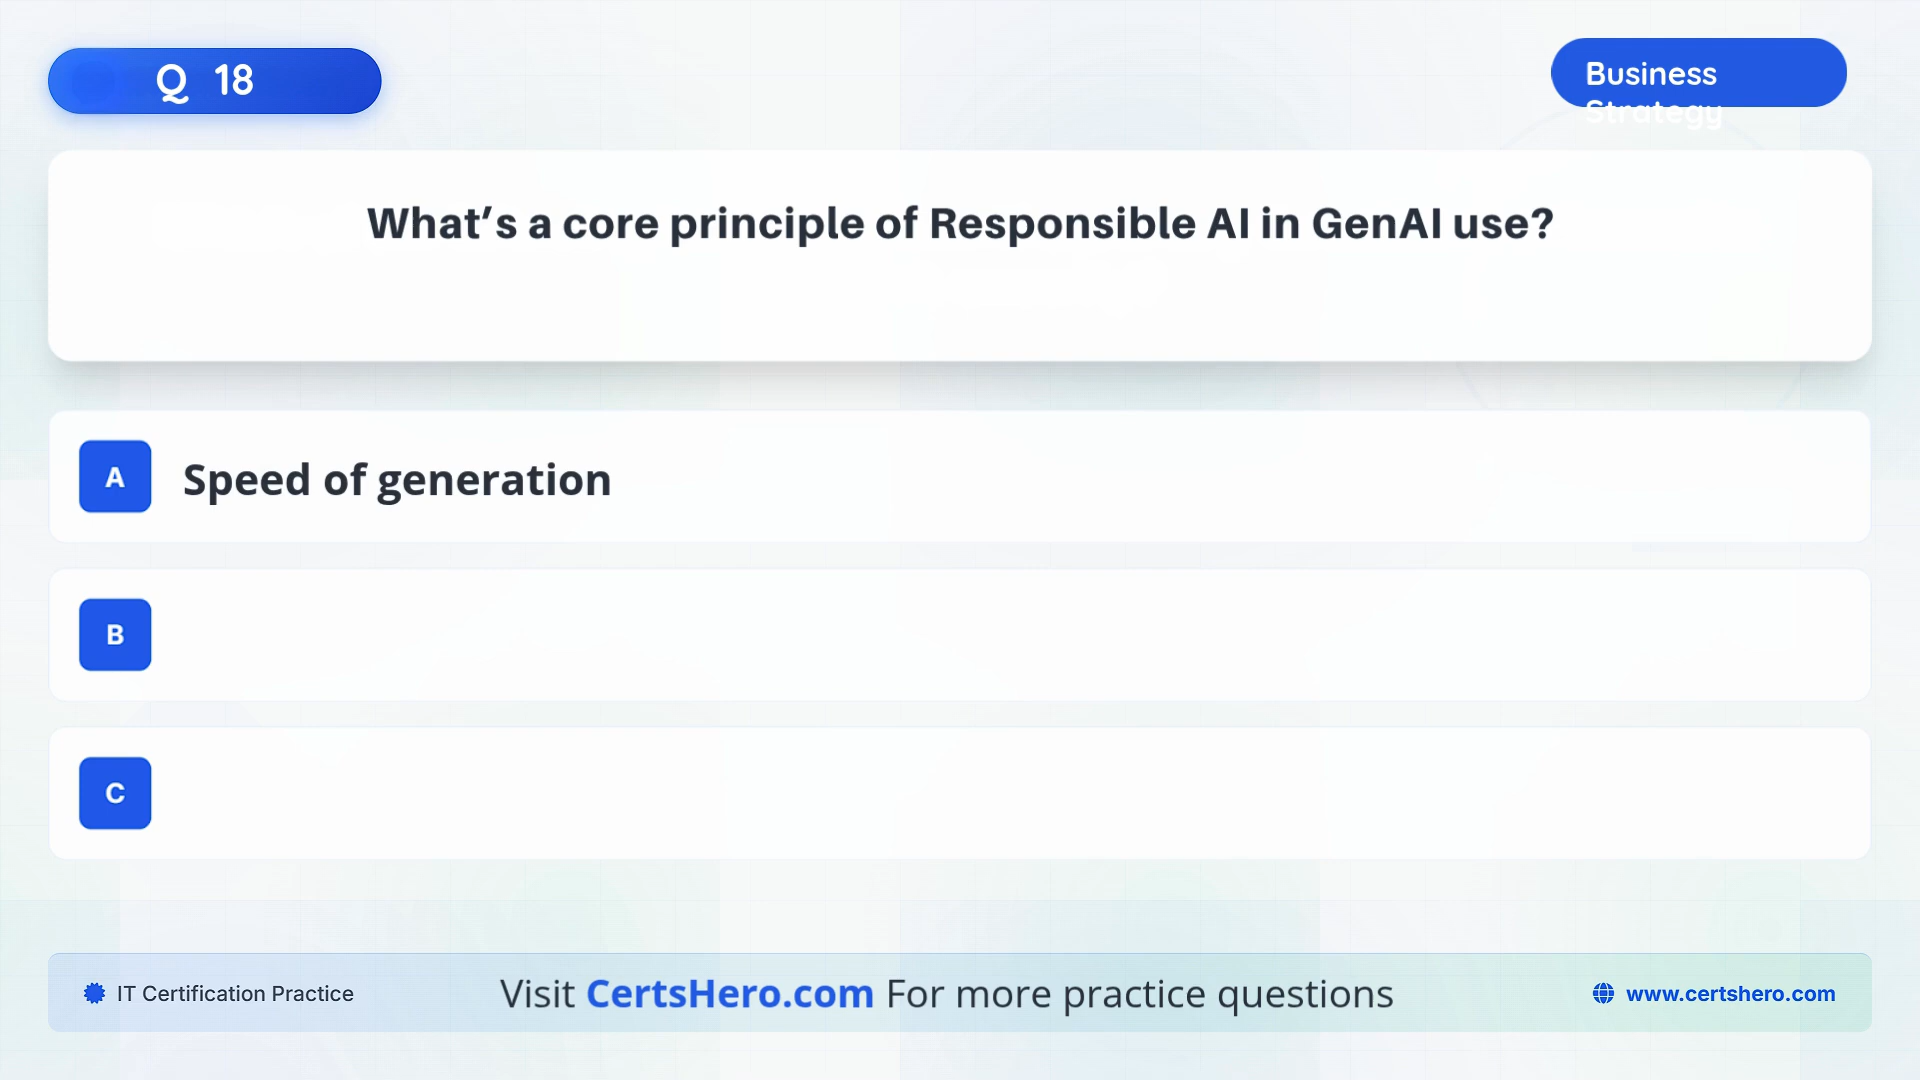 Q 18
Business
Strategy
What's a core principle of Responsible AI in GenAI use?
A
Speed of generation
B
C
IT Certification Practice
Visit CertsHero.com For more practice questions
www.certshero.com